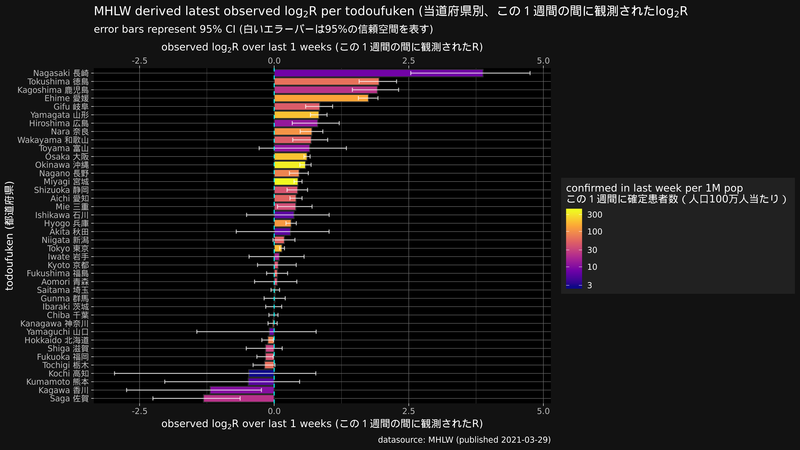 MHLW derived latest observed log2R per todoufuken (当道府県別、この１週間の間に観測されたlog2R
error bars represent 95% CI (白いエラーバーは95%の信頼空間を表す)
observed log2R over last 1 weeks (この１週間の間に観測されたR)
-2.5 0.0 2.5 5.0
todoufuken (都道府県)
Nagasaki 長崎
Tokushima 徳島
Kagoshima 鹿児島
Ehime 愛媛
Gifu 岐阜
Yamagata 山形
Hiroshima 広島
Nara 奈良
Wakayama 和歌山
Toyama 富山
Osaka 大阪
Okinawa 沖縄
Nagano 長野
Miyagi 宮城
Shizuoka 静岡
Aichi 愛知
Mie 三重
Ishikawa 石川
Hyogo 兵庫
Akita 秋田
Niigata 新潟
Tokyo 東京
Iwate 岩手
Kyoto 京都
Fukushima 福島
Aomori 青森
Saitama 埼玉
Gunma 群馬
Ibaraki 茨城
Chiba 千葉
Kanagawa 神奈川
Yamaguchi 山口
Hokkaido 北海道
Shiga 滋賀
Fukuoka 福岡
Tochigi 栃木
Kochi 高知
Kumamoto 熊本
Kagawa 香川
Saga 佐賀
-2.5 0.0 2.5 5.0
observed log2R over last 1 weeks (この１週間の間に観測されたR)
confirmed in last week per 1M pop
この１週間に確定患者数 ( 人口100万人当たり )
300
100
30
10
3
datasource: MHLW (published 2021-03-29)